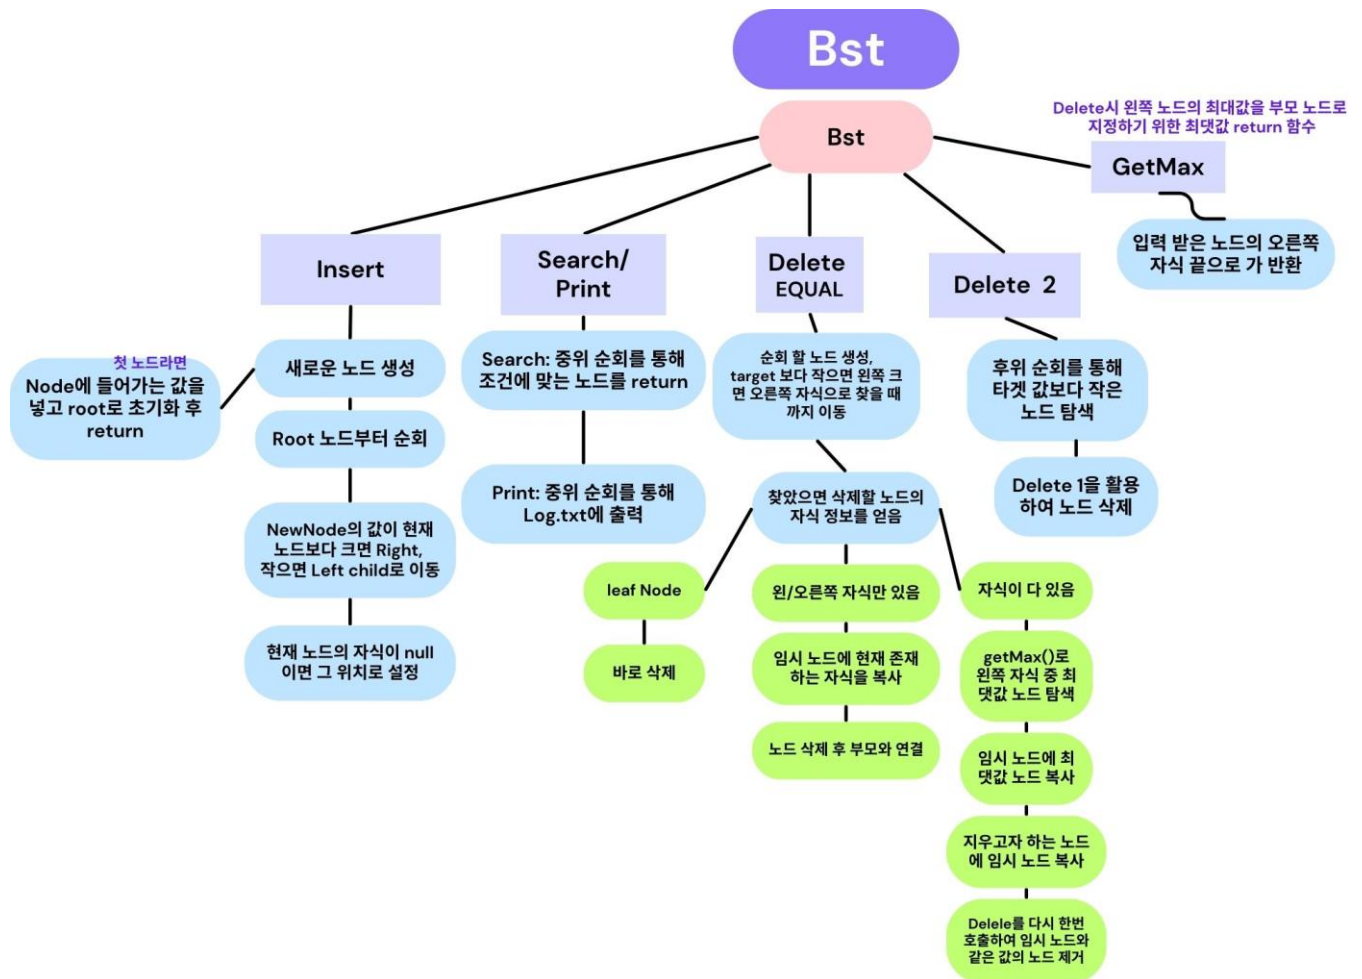 Bst
Bst
Delete시 왼쪽 노드의 최대값을 부모 노드로
지정하기 위한 최댓값 return 함수
GetMax
입력 받은 노드의 오른쪽
자식 끝으로 가 반환
Insert
첫 노드라면
Node에 들어가는 값을
넣고 root로 초기화 후
return
새로운 노드 생성
Root 노드부터 순회
NewNode의 값이 현재
노드보다 크면 Right,
작으면 Left child로 이동
현재 노드의 자식이 null
이면 그 위치로 설정
Search/
Print
Search: 중위 순회를 통해
조건에 맞는 노드를 return
Print: 중위 순회를 통해
Log.txt에 출력
Delete
EQUAL
순회 할 노드 생성,
target 보다 작으면 왼쪽 크
면 오른쪽 자식으로 찾을 때
까지 이동
찾았으면 삭제할 노드의
자식 정보를 얻음
leaf Node
바로 삭제
왼/오른쪽 자식만 있음
임시 노드에 현재 존재
하는 자식을 복사
노드 삭제 후 부모와 연결
자식이 다 있음
getMax()로
왼쪽 자식 중 최
댓값 노드 탐색
임시 노드에 최
댓값 노드 복사
지우고자 하는 노드
에 임시 노드 복사
Delele를 다시 한번
호출하여 임시 노드와
같은 값의 노드 제거
Delete 2
후위 순회를 통해
타겟 값보다 작은
노드 탐색
Delete 1을 활용
하여 노드 삭제